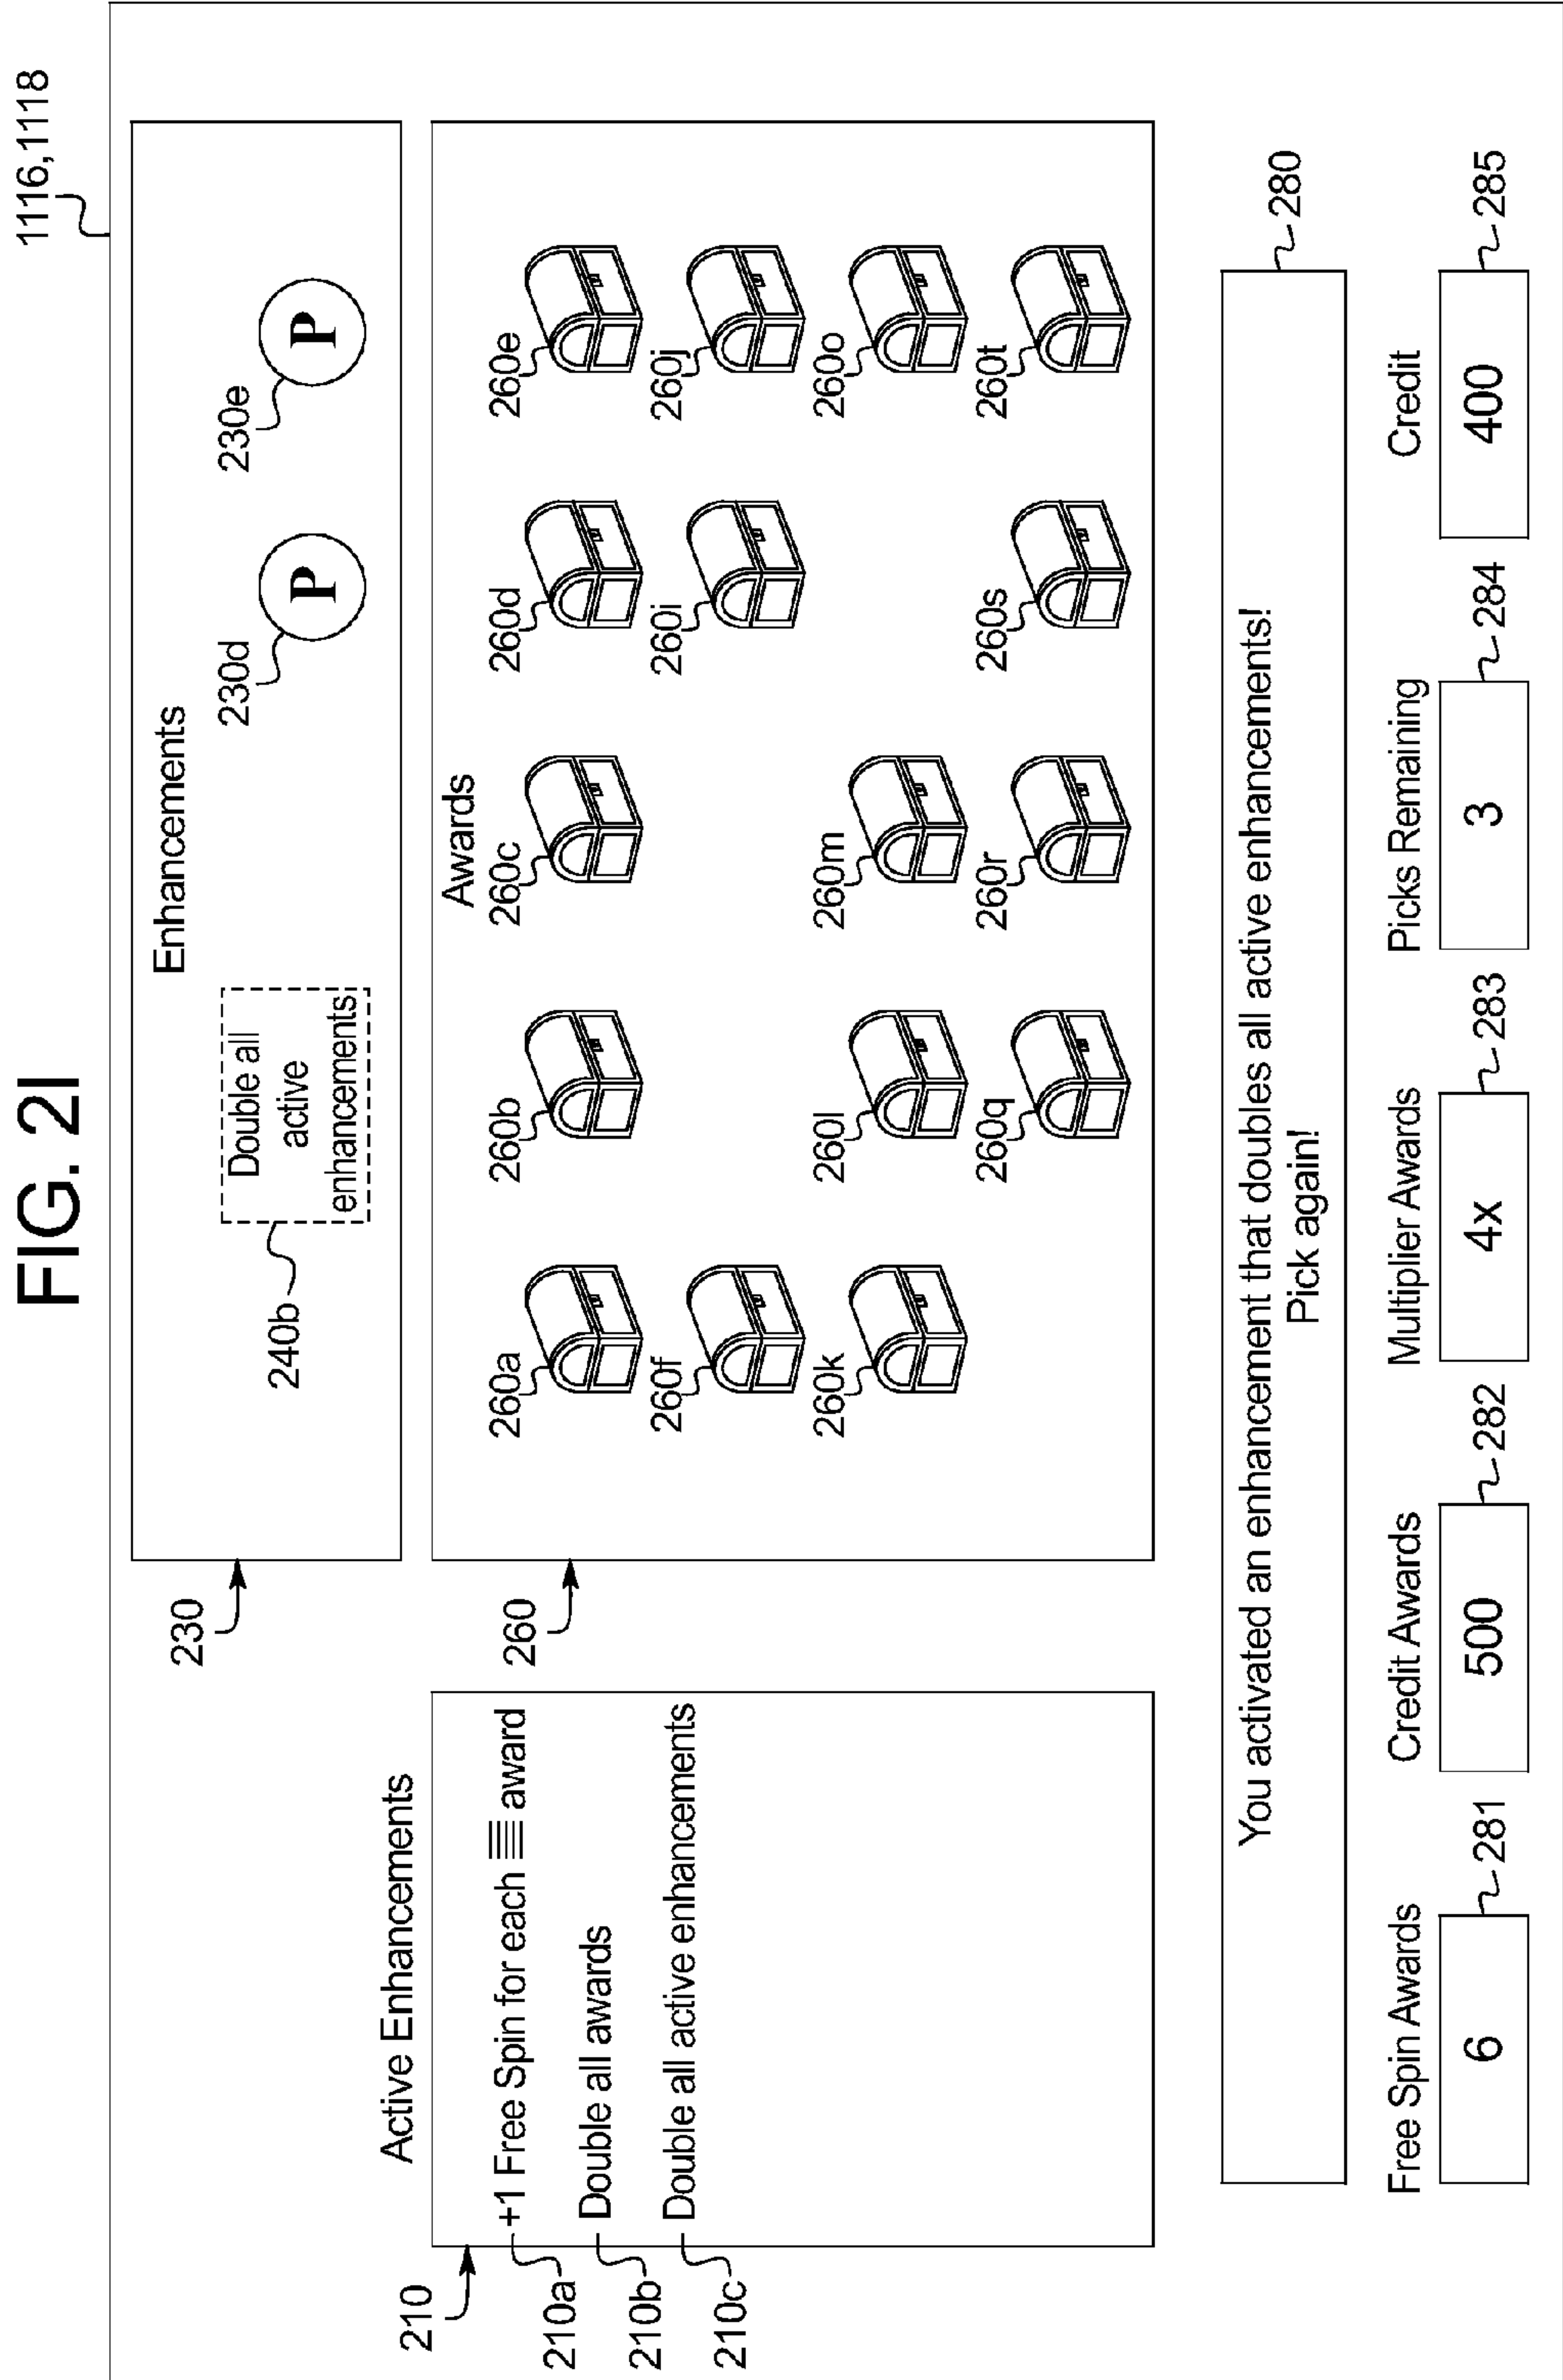 FIG. 2I
1116,1118
230
Enhancements
240b
Double all
active
enhancements
230d
P
230e
P
Active Enhancements
210
210a
+1 Free Spin for each award
210b
Double all awards
210c
Double all active enhancements
260
Awards
260a
260b
260c
260d
260e
260f
260i
260j
260k
260l
260m
260o
260q
260r
260s
260t
You activated an enhancement that doubles all active enhancements!
Pick again!
280
Free Spin Awards
6
281
Credit Awards
500
282
Multiplier Awards
4x
283
Picks Remaining
3
284
Credit
400
285